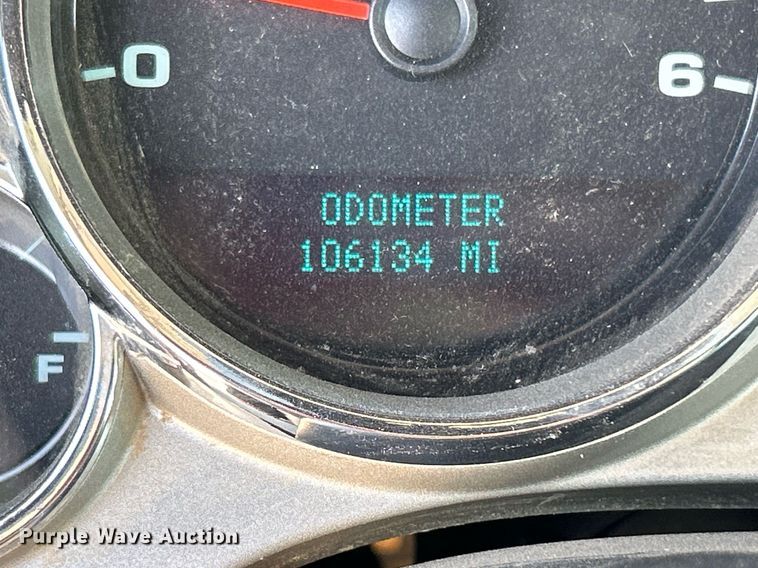 0
6
ODOMETER
106134 MI
F
Purple Wave Auction